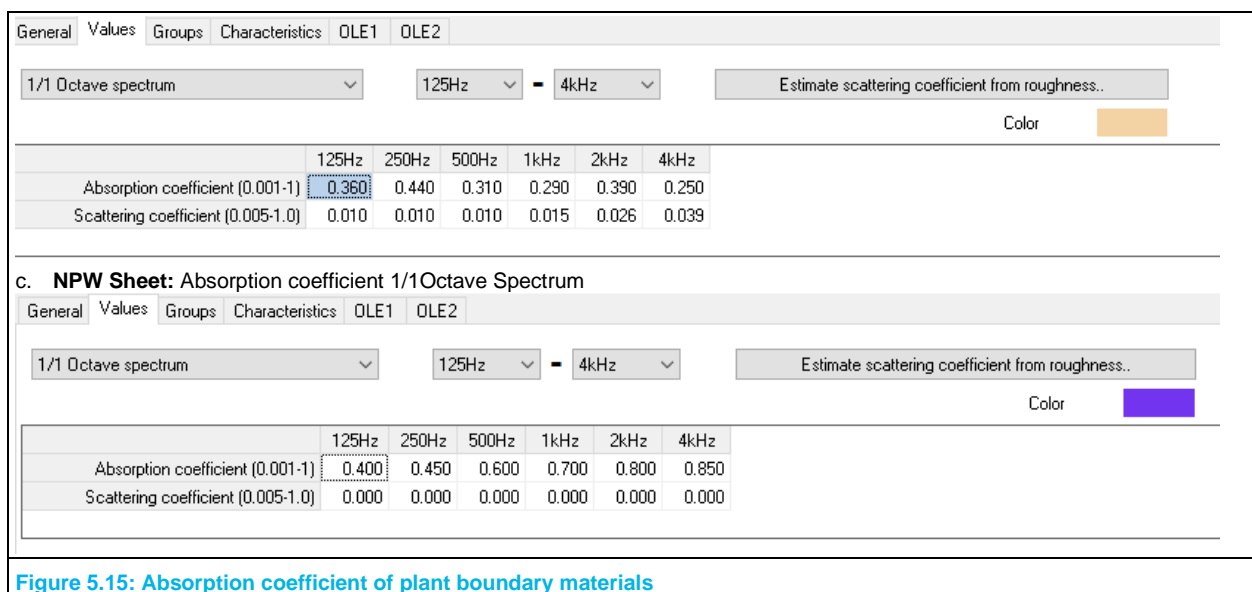 General Values Groups Characteristics OLE1 OLE2
1/1 Octave spectrum 125Hz - 4kHz Estimate scattering coefficient from roughness..
Color
125Hz 250Hz 500Hz 1kHz 2kHz 4kHz
Absorption coefficient (0.001-1) 0.360 0.440 0.310 0.290 0.390 0.250
Scattering coefficient (0.005-1.0) 0.010 0.010 0.010 0.015 0.026 0.039
c. NPW Sheet: Absorption coefficient 1/1Octave Spectrum
General Values Groups Characteristics OLE1 OLE2
1/1 Octave spectrum 125Hz - 4kHz Estimate scattering coefficient from roughness..
Color
125Hz 250Hz 500Hz 1kHz 2kHz 4kHz
Absorption coefficient (0.001-1) 0.400 0.450 0.600 0.700 0.800 0.850
Scattering coefficient (0.005-1.0) 0.000 0.000 0.000 0.000 0.000 0.000
Figure 5.15: Absorption coefficient of plant boundary materials